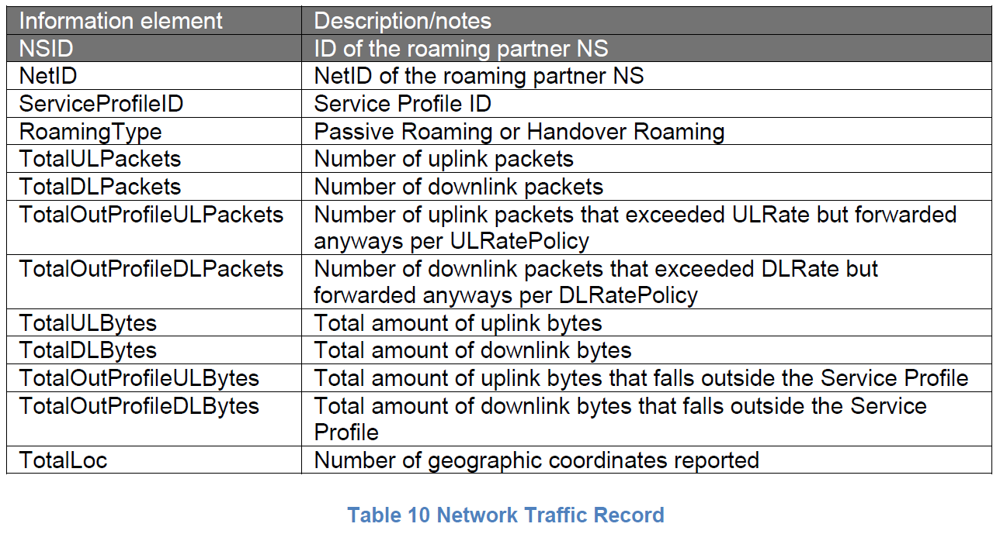 Information element Description/notes
NSID ID of the roaming partner NS
NetID NetID of the roaming partner NS
ServiceProfileID Service Profile ID
RoamingType Passive Roaming or Handover Roaming
TotalULPackets Number of uplink packets
TotalDLPackets Number of downlink packets
TotalOutProfileULPackets Number of uplink packets that exceeded ULRate but forwarded
anyways per ULRatePolicy
TotalOutProfileDLPackets Number of downlink packets that exceeded DLRate but
forwarded anyways per DLRatePolicy
TotalULBytes Total amount of uplink bytes
TotalDLBytes Total amount of downlink bytes
TotalOutProfileULBytes Total amount of uplink bytes that falls outside the Service Profile
TotalOutProfileDLBytes Total amount of downlink bytes that falls outside the Service
Profile
TotalLoc Number of geographic coordinates reported
Table 10 Network Traffic Record